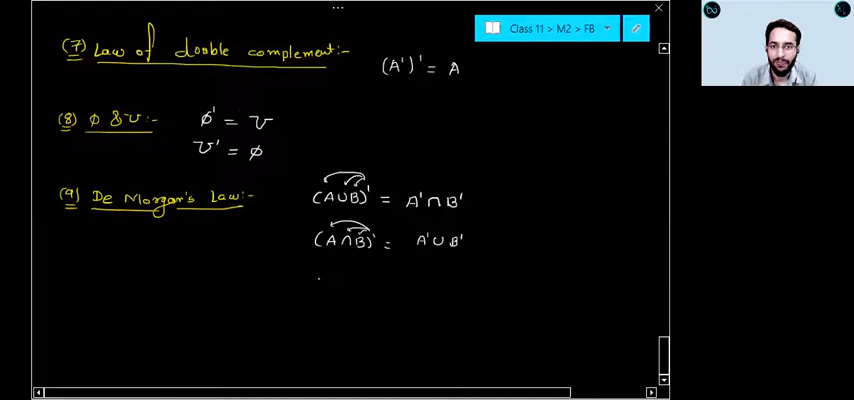 Class 11 > M2 > FB
(7) Law of double complement:-
(A')' = A
(8) φ & U:-
φ' = U
U' = φ
(9) De Morgan's Law:-
(A∪B)' = A'∩B'
(A∩B)' = A'∪B'